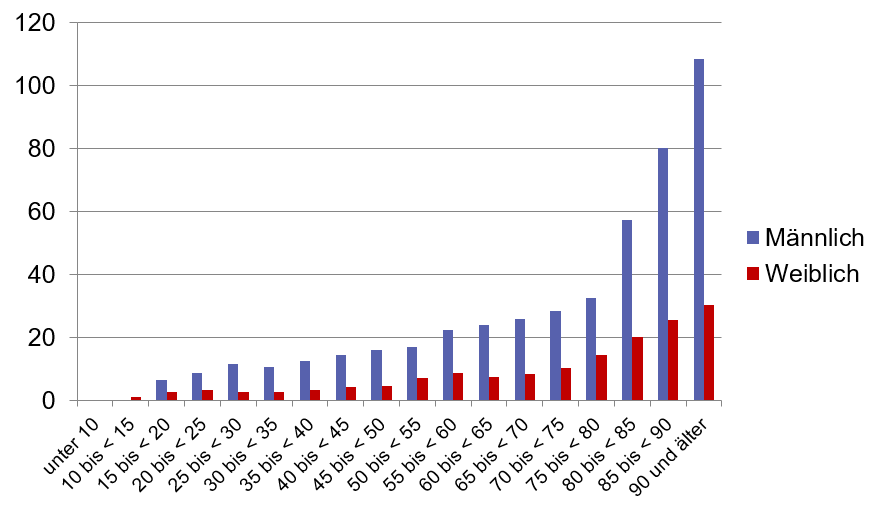 120
100
80
60
40
20
0
Männlich
Weiblich
unter 10
10 bis < 15
15 bis < 20
20 bis < 25
25 bis < 30
30 bis < 35
35 bis < 40
40 bis < 45
45 bis < 50
50 bis < 55
55 bis < 60
60 bis < 65
65 bis < 70
70 bis < 75
75 bis < 80
80 bis < 85
85 bis < 90
90 und älter